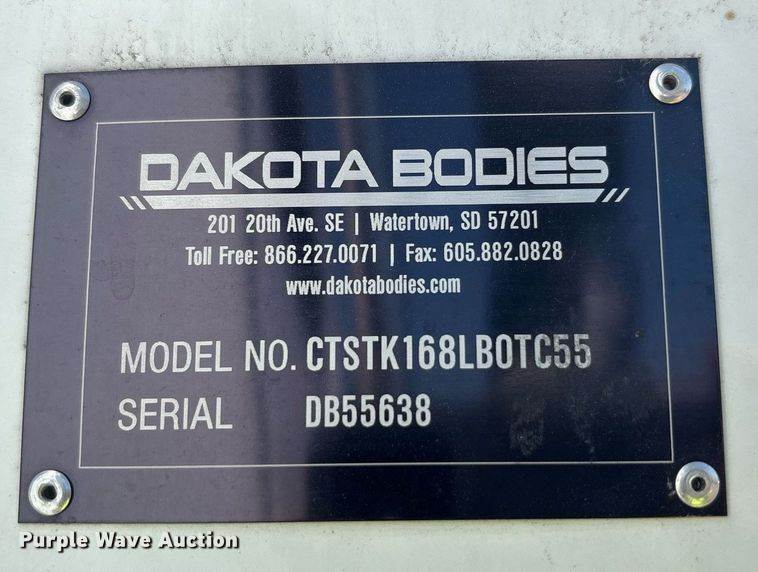 DAKOTA BODIES
201 20th Ave. SE | Watertown, SD 57201
Toll Free: 866.227.0071 | Fax: 605.882.0828
www.dakotabodies.com
MODEL NO. CTSTK168LB0TC55
SERIAL DB55638
Purple Wave Auction